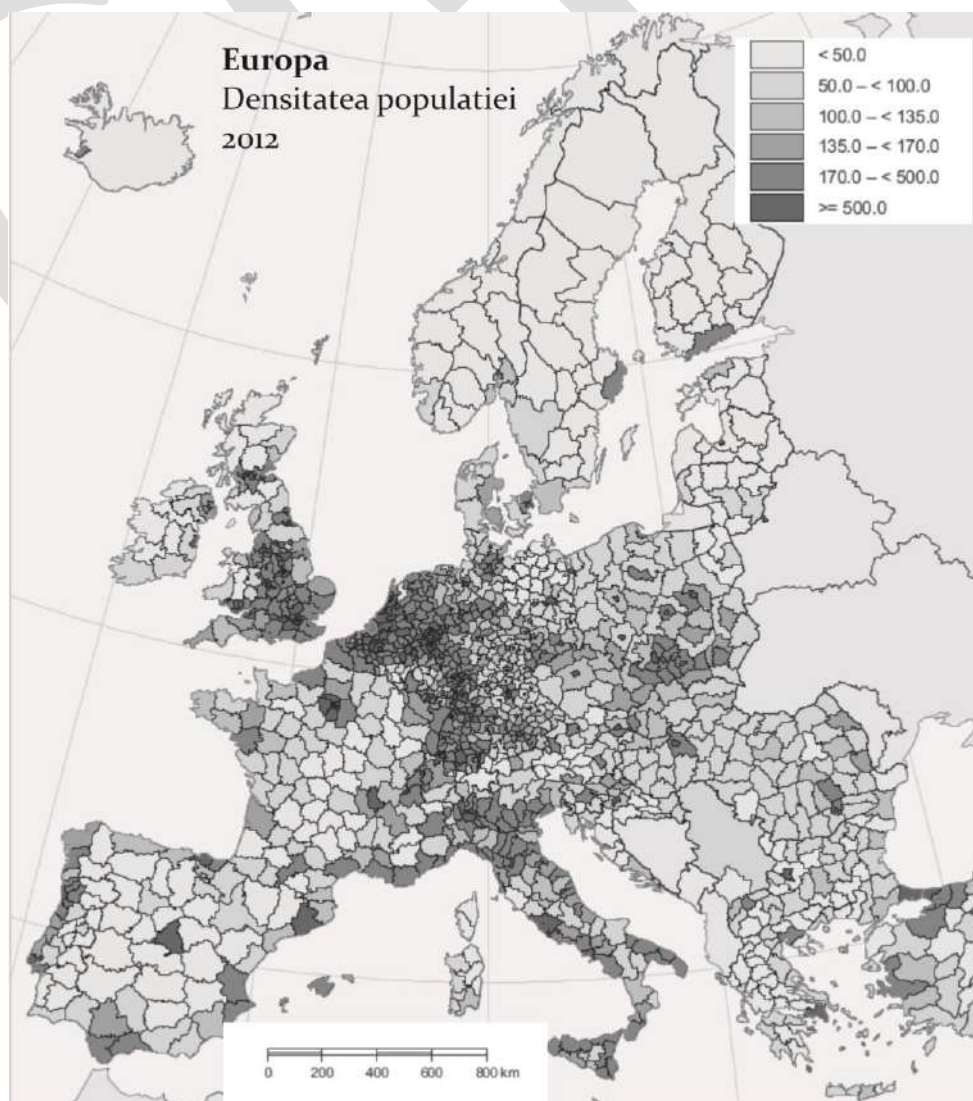 Europa
Densitatea populatiei
2012
< 50.0
50.0 – < 100.0
100.0 – < 135.0
135.0 – < 170.0
170.0 – < 500.0
>= 500.0
0 200 400 600 800 km